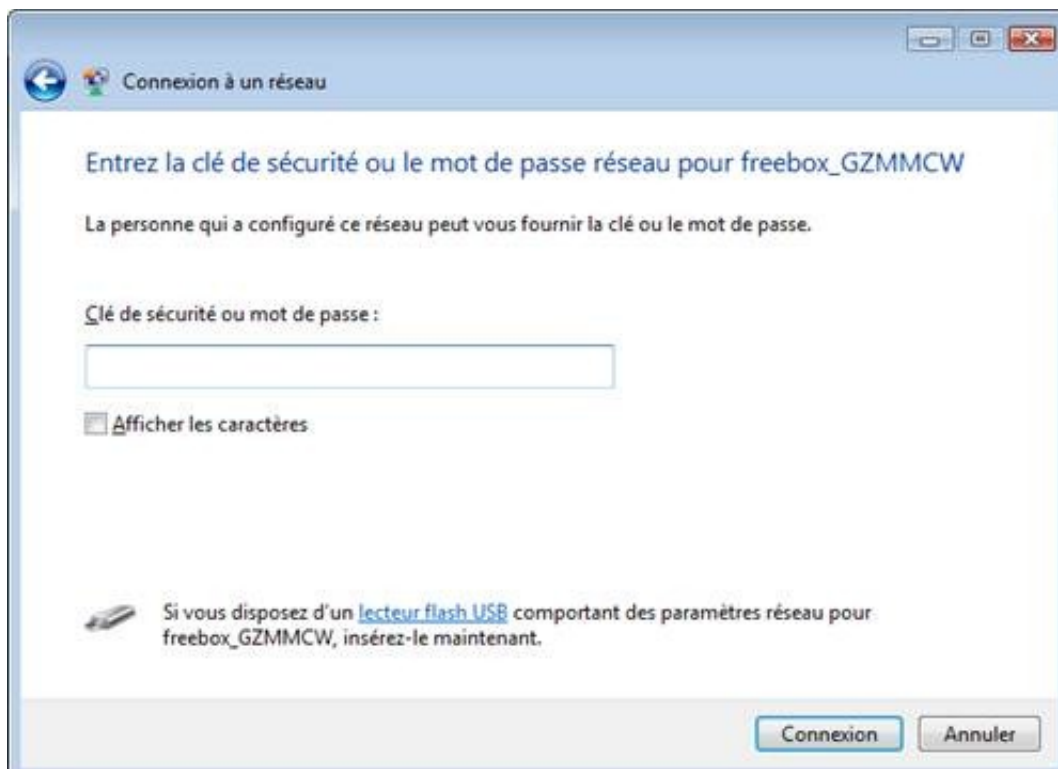 Connexion à un réseau
Entrez la clé de sécurité ou le mot de passe réseau pour freebox_GZMMCW
La personne qui a configuré ce réseau peut vous fournir la clé ou le mot de passe.
Clé de sécurité ou mot de passe :
Afficher les caractères
Si vous disposez d'un lecteur flash USB comportant des paramètres réseau pour
freebox_GZMMCW, insérez-le maintenant.
Connexion Annuler